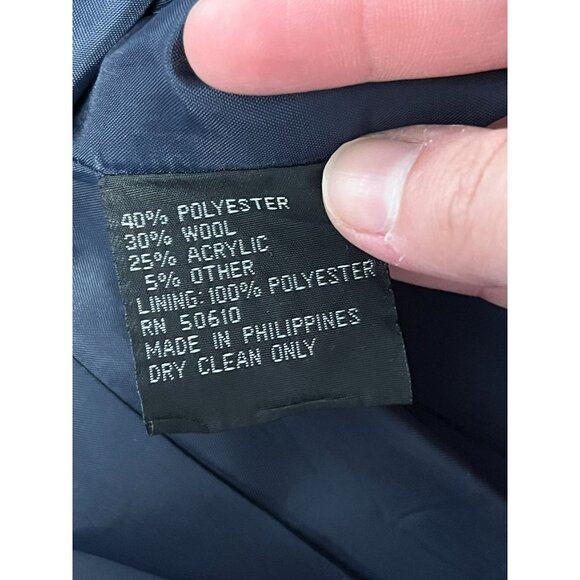 40% POLYESTER
30% WOOL
25% ACRYLIC
5% OTHER
LINING: 100% POLYESTER
RN 50610
MADE IN PHILIPPINES
DRY CLEAN ONLY